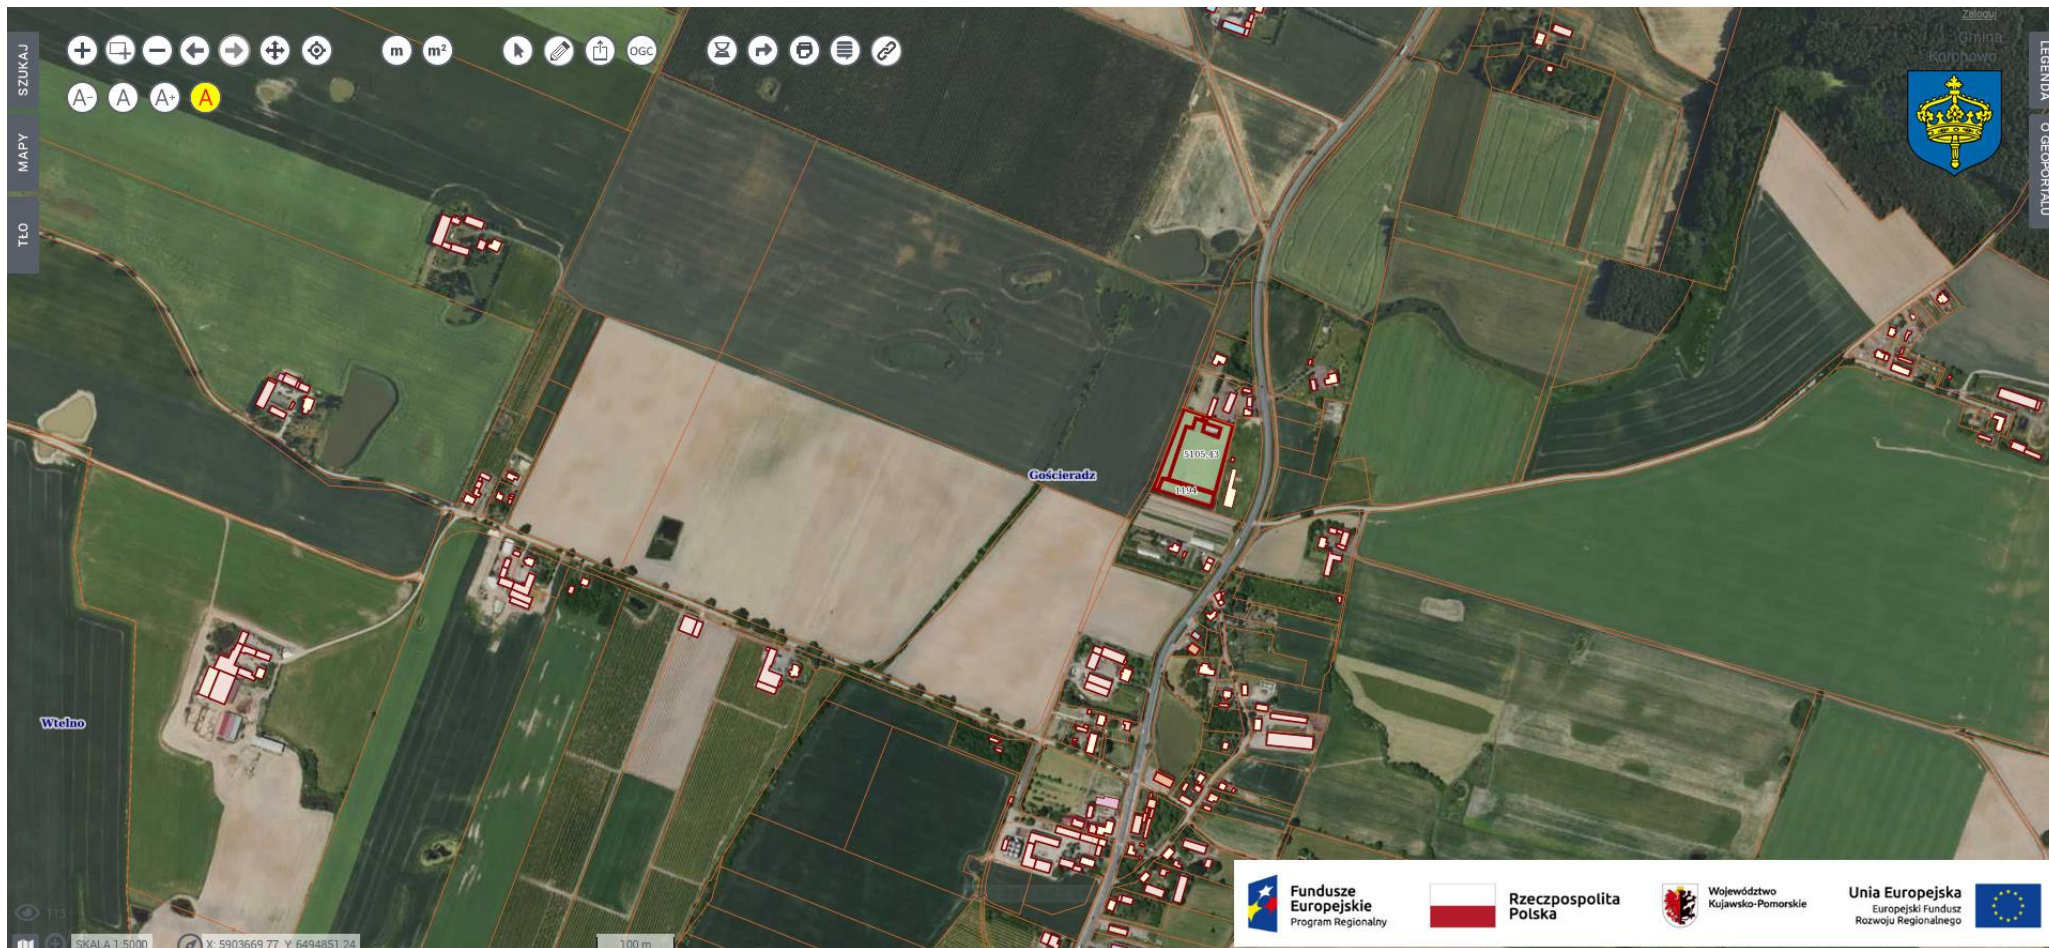 Zaloguj
Gmina
Koronowo
SZUKAJ
MAPY
TŁO
LEGENDA
O GEOPORTALU
m
m²
OGC
A-
A
A+
A
5105,43
1194
Gościeradz
Wtelno
113
SKALA 1:5000
X: 5903669.77 Y: 6494851.24
100 m
Fundusze
Europejskie
Program Regionalny
Rzeczpospolita
Polska
Województwo
Kujawsko-Pomorskie
Unia Europejska
Europejski Fundusz
Rozwoju Regionalnego